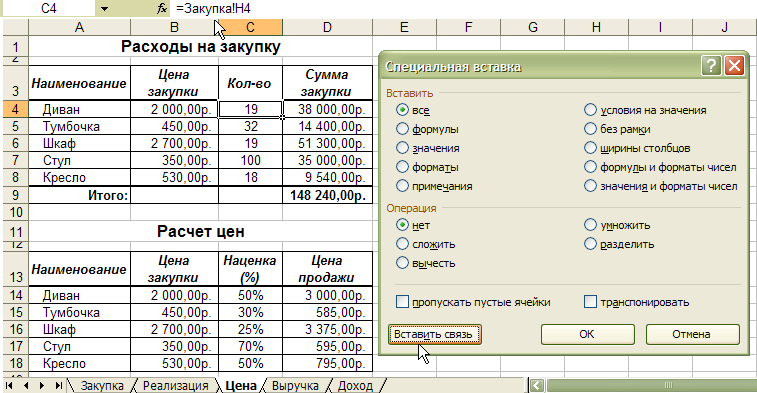 C4 =Закупка!H4
A B C D E F G H I J
1 Расходы на закупку
2
3 Наименование Цена закупки Кол-во Сумма закупки
4 Диван 2 000,00р. 19 38 000,00р.
5 Тумбочка 450,00р. 32 14 400,00р.
6 Шкаф 2 700,00р. 19 51 300,00р.
7 Стул 350,00р. 100 35 000,00р.
8 Кресло 530,00р. 18 9 540,00р.
9 Итого: 148 240,00р.
10
11 Расчет цен
12
13 Наименование Цена закупки Наценка (%) Цена продажи
14 Диван 2 000,00р. 50% 3 000,00р.
15 Тумбочка 450,00р. 30% 585,00р.
16 Шкаф 2 700,00р. 25% 3 375,00р.
17 Стул 350,00р. 70% 595,00р.
18 Кресло 530,00р. 50% 795,00р.
Закупка Реализация Цена Выручка Доход
Специальная вставка
Вставить
все условия на значения
формулы без рамки
значения ширины столбцов
форматы формулы и форматы чисел
примечания значения и форматы чисел
Операция
нет умножить
сложить разделить
вычесть
пропускать пустые ячейки транспонировать
Вставить связь ОК Отмена